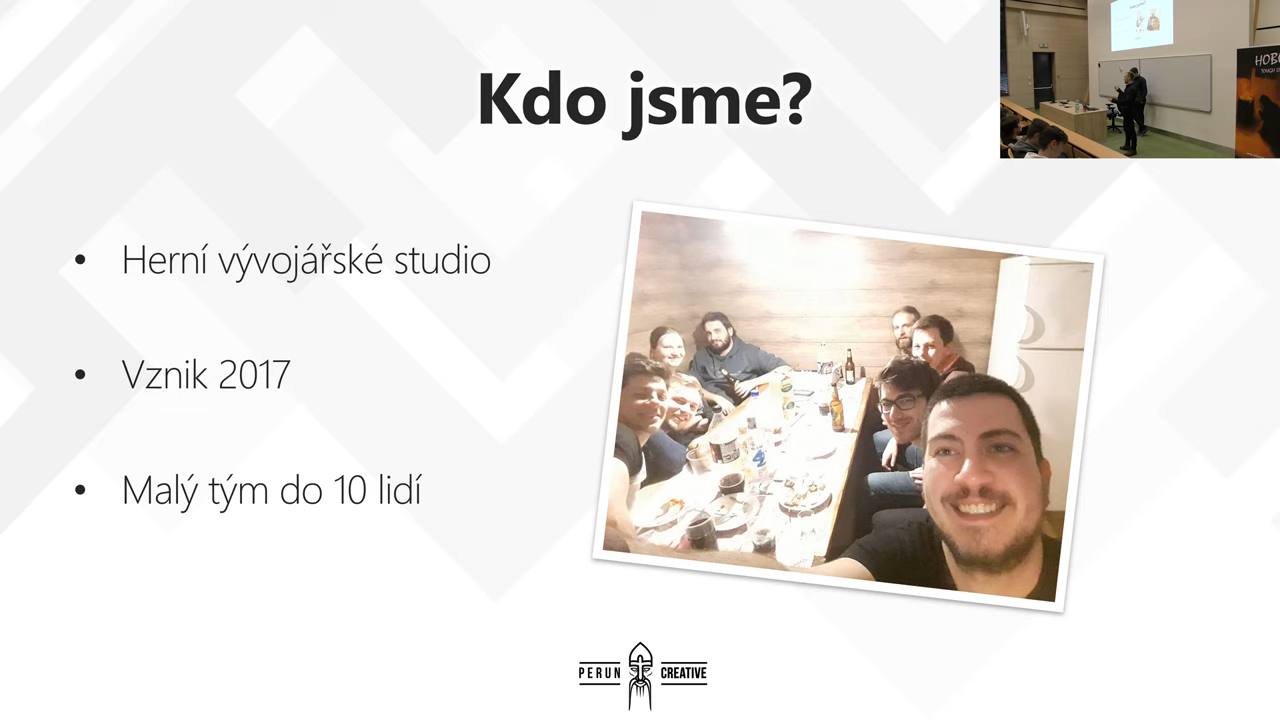 Kdo jsme?
• Herní vývojářské studio
• Vznik 2017
• Malý tým do 10 lidí
PERUN CREATIVE